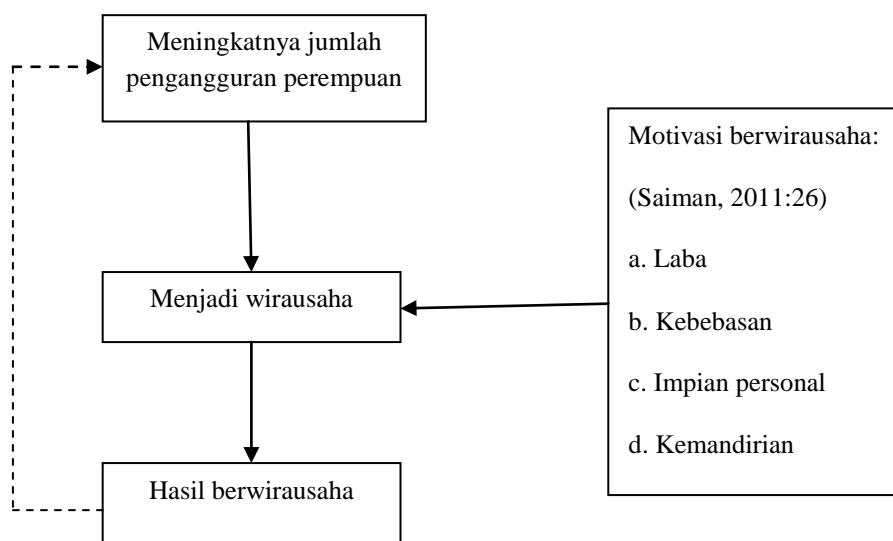 Meningkatnya jumlah
pengangguran perempuan
Menjadi wirausaha
Hasil berwirausaha
Motivasi berwirausaha:
(Saiman, 2011:26)
a. Laba
b. Kebebasan
c. Impian personal
d. Kemandirian